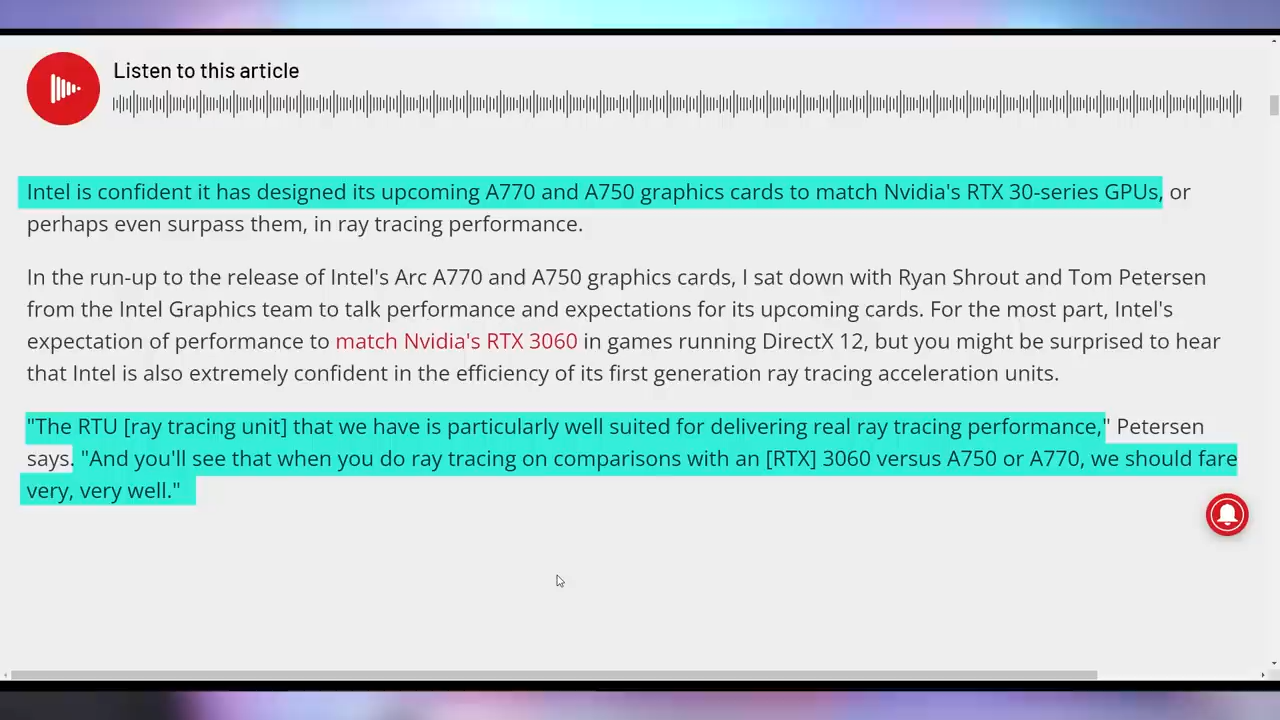 Listen to this article
Intel is confident it has designed its upcoming A770 and A750 graphics cards to match Nvidia's RTX 30-series GPUs, or
perhaps even surpass them, in ray tracing performance.
In the run-up to the release of Intel's Arc A770 and A750 graphics cards, I sat down with Ryan Shrout and Tom Petersen
from the Intel Graphics team to talk performance and expectations for its upcoming cards. For the most part, Intel's
expectation of performance to match Nvidia's RTX 3060 in games running DirectX 12, but you might be surprised to hear
that Intel is also extremely confident in the efficiency of its first generation ray tracing acceleration units.
"The RTU [ray tracing unit] that we have is particularly well suited for delivering real ray tracing performance," Petersen
says. "And you'll see that when you do ray tracing on comparisons with an [RTX] 3060 versus A750 or A770, we should fare
very, very well."